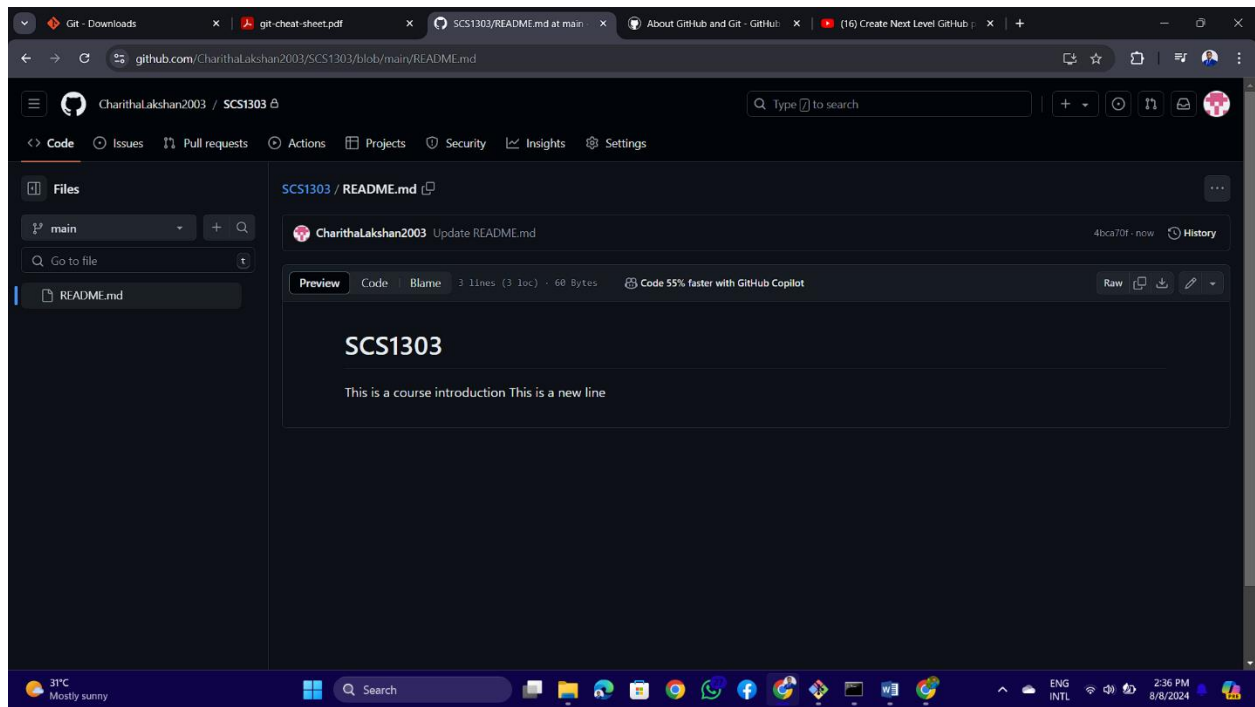 Git - Downloads
git-cheat-sheet.pdf
SCS1303/README.md at main
About GitHub and Git - GitHub
(16) Create Next Level GitHub p
github.com/CharithaLakshan2003/SCS1303/blob/main/README.md
CharithaLakshan2003 / SCS1303
Type / to search
Code
Issues
Pull requests
Actions
Projects
Security
Insights
Settings
Files
SCS1303 / README.md
main
CharithaLakshan2003 Update README.md
4bca70f · now
History
Go to file
t
Preview
Code
Blame
3 lines (3 loc) · 60 Bytes
Code 55% faster with GitHub Copilot
Raw
README.md
SCS1303
This is a course introduction This is a new line
31°C
Mostly sunny
Search
ENG
INTL
2:36 PM
8/8/2024